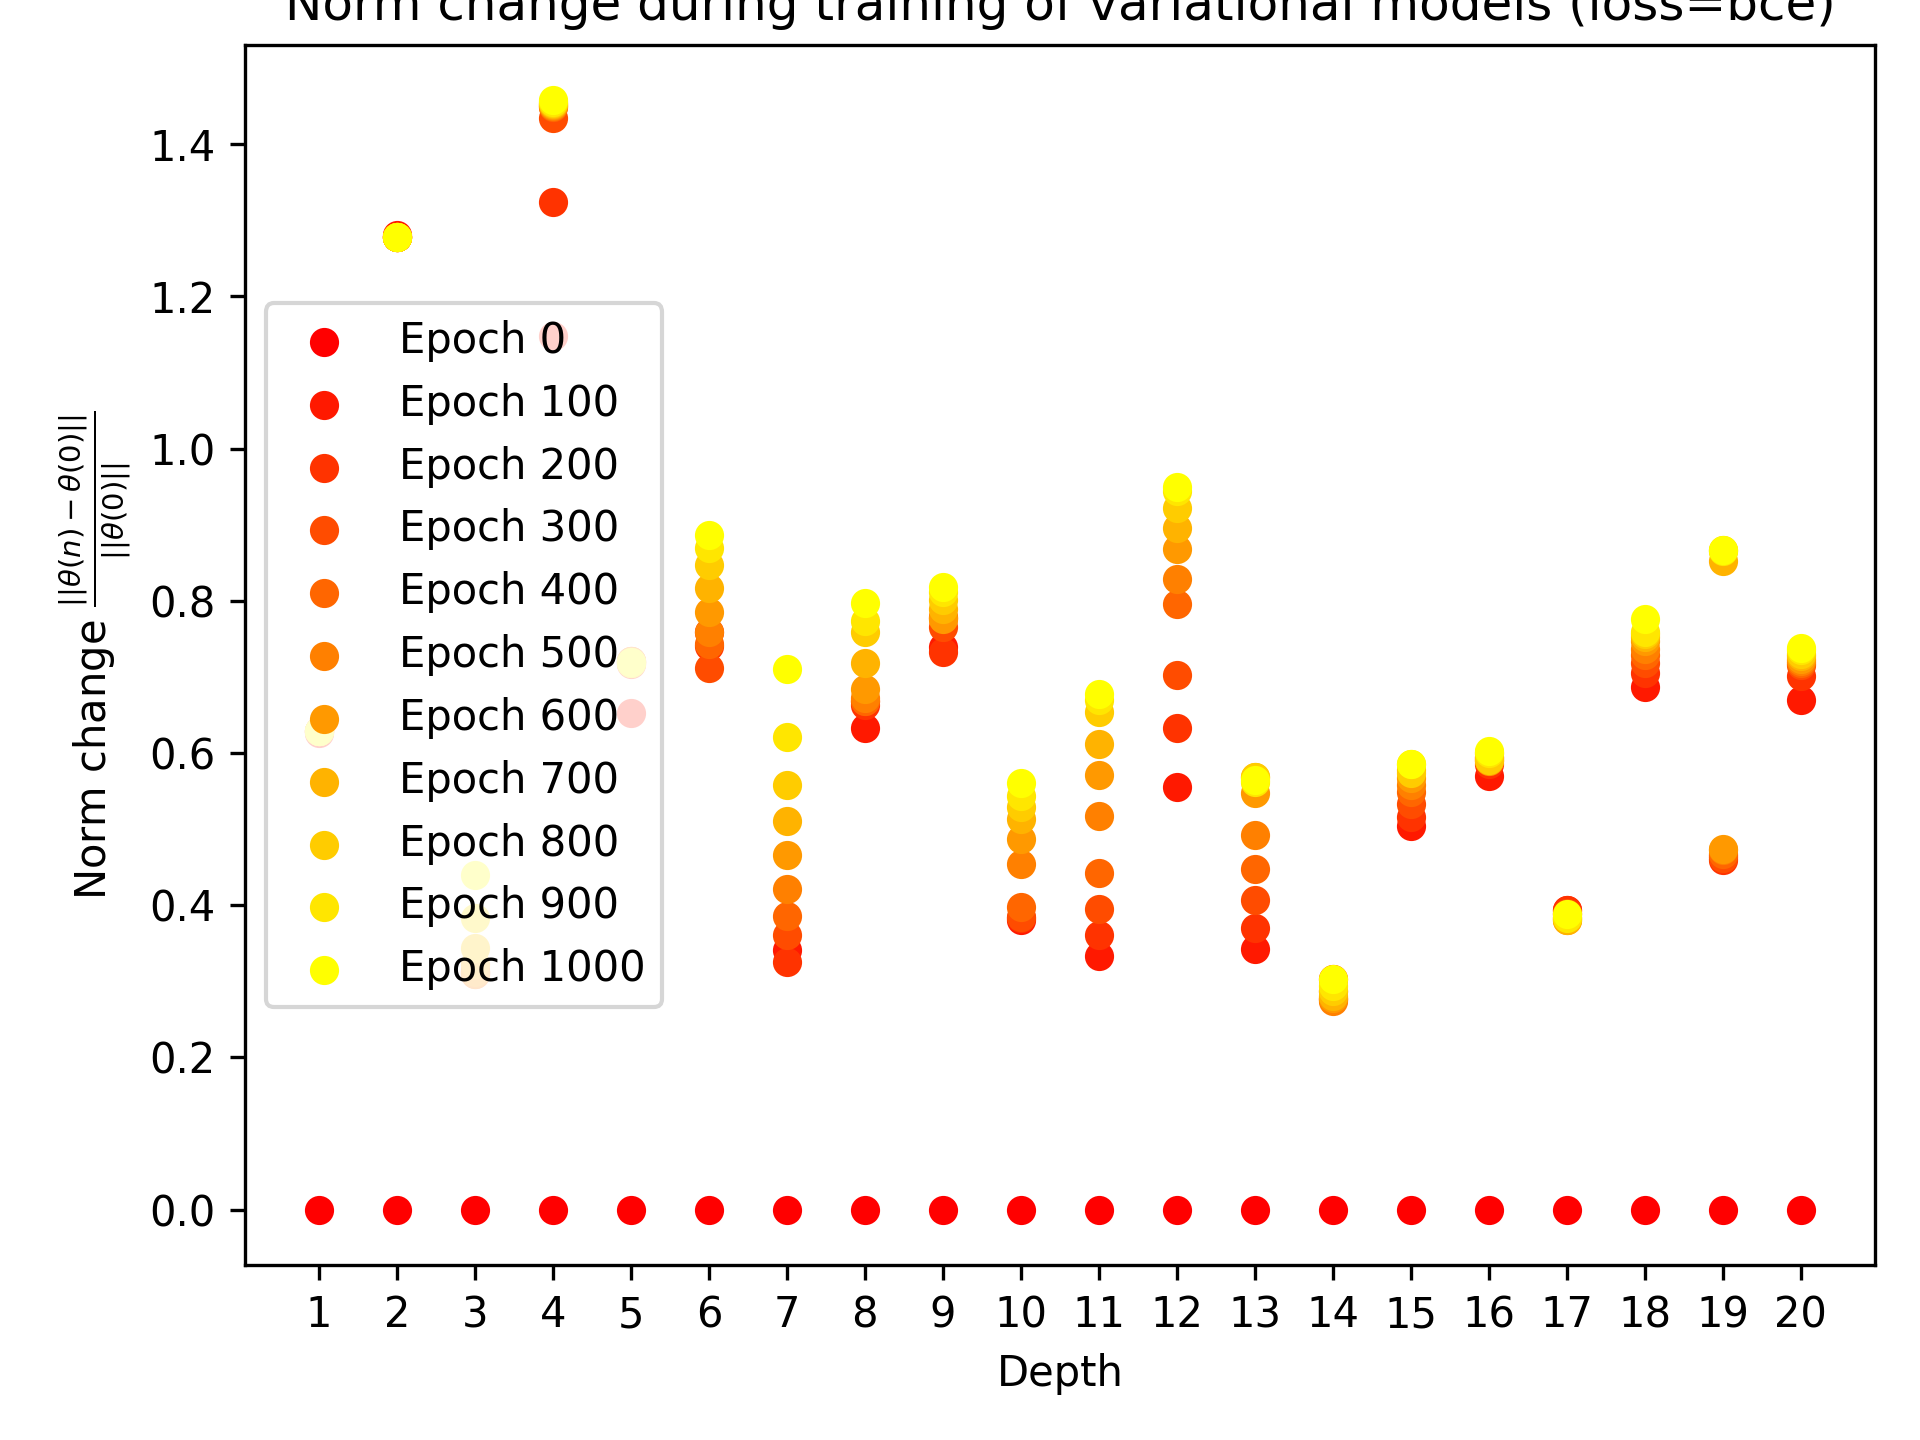 Norm change during training of variational models (loss=bce)
1.4
1.2
1.0
0.8
0.6
0.4
0.2
0.0
Norm change ||θ(n) − θ(0)|| / ||θ(0)||
Epoch 0
Epoch 100
Epoch 200
Epoch 300
Epoch 400
Epoch 500
Epoch 600
Epoch 700
Epoch 800
Epoch 900
Epoch 1000
1 2 3 4 5 6 7 8 9 10 11 12 13 14 15 16 17 18 19 20
Depth